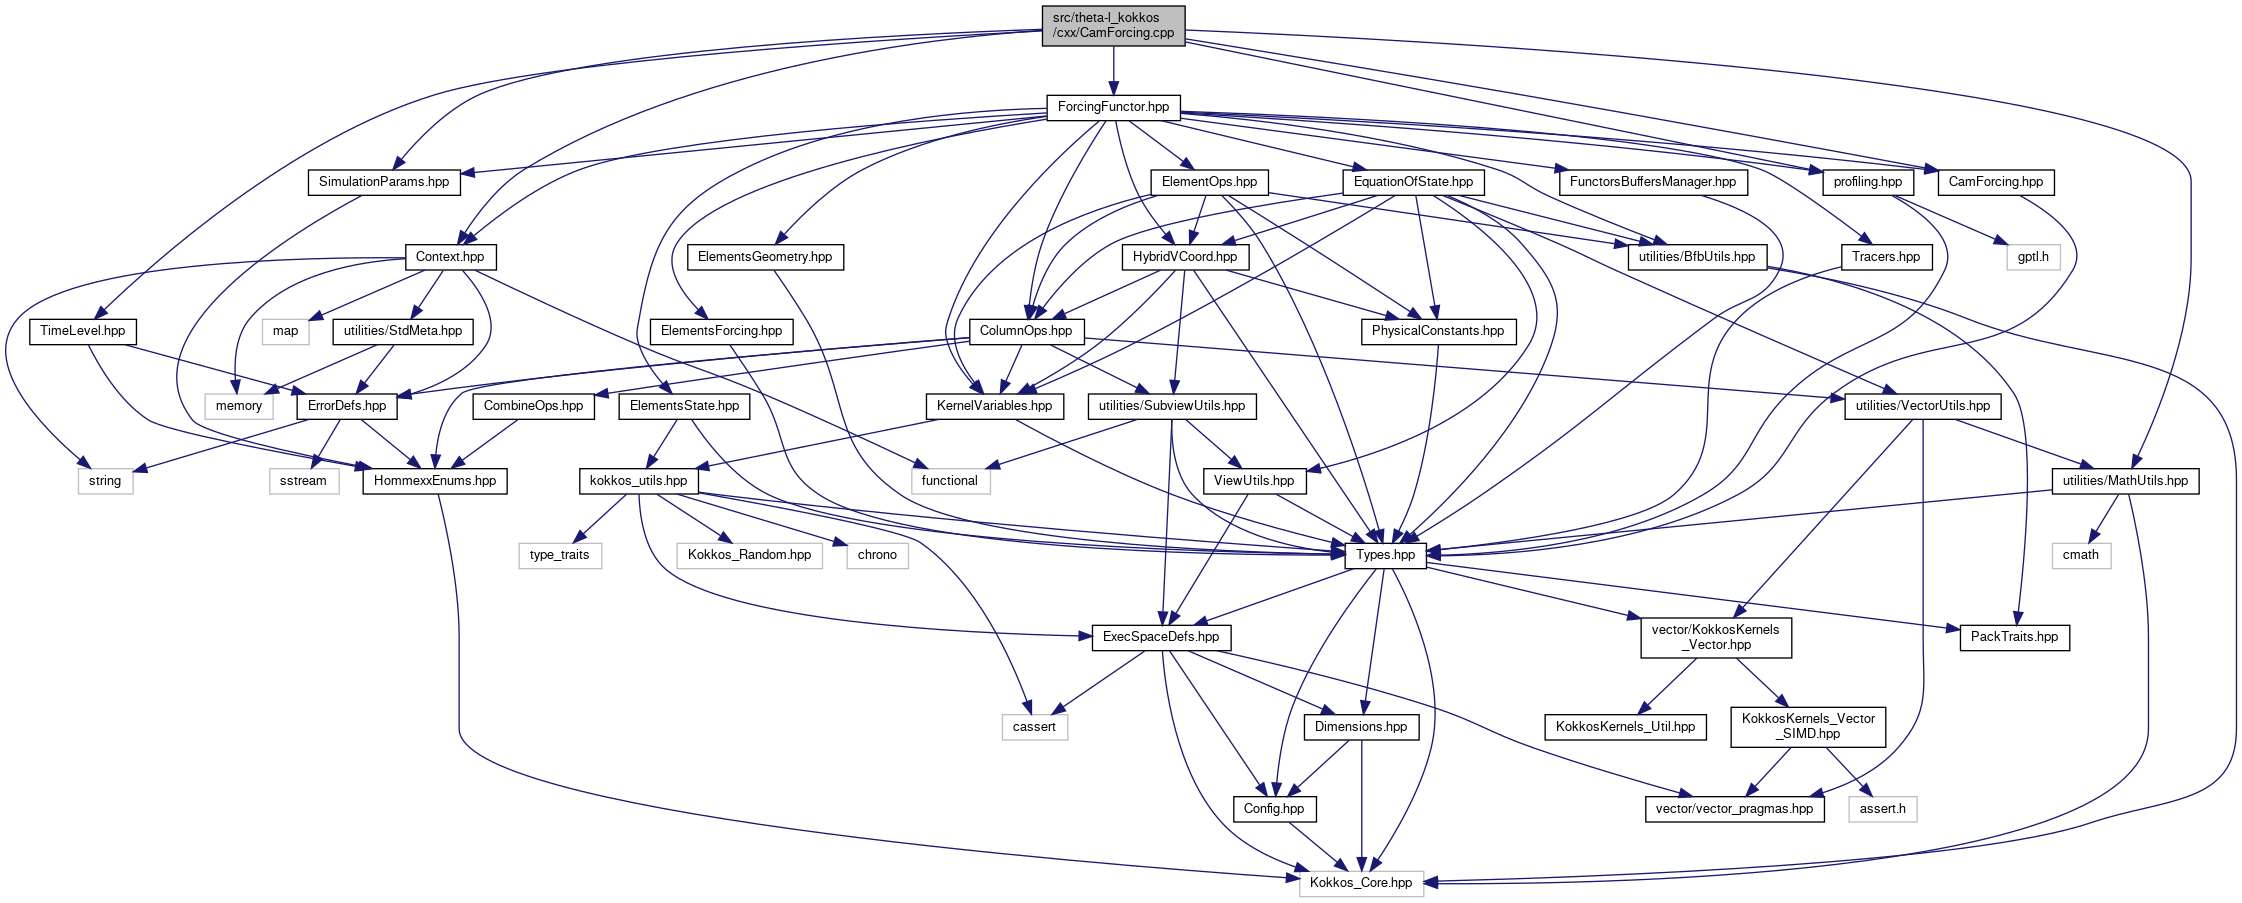 src/theta-l_kokkos
/cxx/CamForcing.cpp
ForcingFunctor.hpp
SimulationParams.hpp
ElementOps.hpp
EquationOfState.hpp
FunctorsBuffersManager.hpp
profiling.hpp
CamForcing.hpp
Context.hpp
ElementsGeometry.hpp
HybridVCoord.hpp
utilities/BfbUtils.hpp
Tracers.hpp
gptl.h
TimeLevel.hpp
map
utilities/StdMeta.hpp
ElementsForcing.hpp
ColumnOps.hpp
PhysicalConstants.hpp
memory
ErrorDefs.hpp
CombineOps.hpp
ElementsState.hpp
KernelVariables.hpp
utilities/SubviewUtils.hpp
utilities/VectorUtils.hpp
string
sstream
HommexxEnums.hpp
kokkos_utils.hpp
functional
ViewUtils.hpp
utilities/MathUtils.hpp
type_traits
Kokkos_Random.hpp
chrono
Types.hpp
cmath
ExecSpaceDefs.hpp
vector/KokkosKernels
_Vector.hpp
PackTraits.hpp
cassert
Dimensions.hpp
KokkosKernels_Util.hpp
KokkosKernels_Vector
_SIMD.hpp
Config.hpp
vector/vector_pragmas.hpp
assert.h
Kokkos_Core.hpp